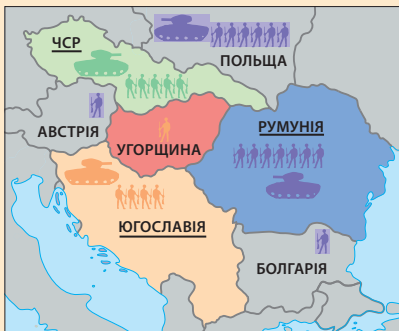 ЧСР
ПОЛЬЩА
АВСТРІЯ
УГОРЩИНА
РУМУНІЯ
ЮГОСЛАВІЯ
БОЛГАРІЯ